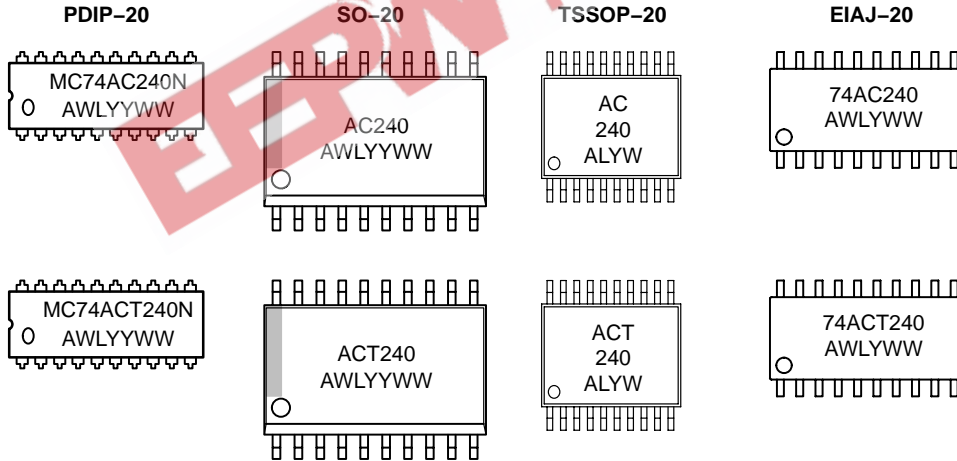 PDIP–20
SO–20
TSSOP–20
EIAJ–20
MC74AC240N
AWLYYWW
AC240
AWLYYWW
AC
240
ALYW
74AC240
AWLYWW
MC74ACT240N
AWLYYWW
ACT240
AWLYYWW
ACT
240
ALYW
74ACT240
AWLYWW